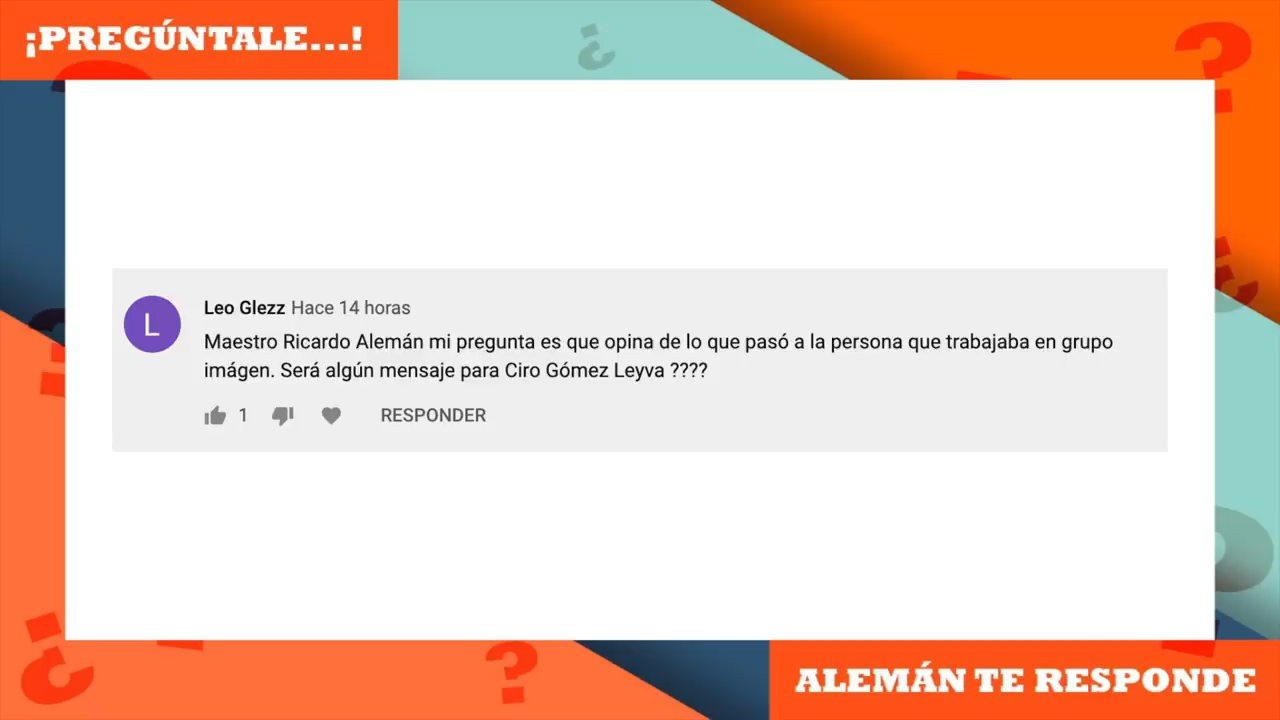 ¡PREGÚNTALE...!
Leo Glezz Hace 14 horas
Maestro Ricardo Alemán mi pregunta es que opina de lo que pasó a la persona que trabajaba en grupo
imágen. Será algún mensaje para Ciro Gómez Leyva ????
1 RESPONDER
L
ALEMÁN TE RESPONDE